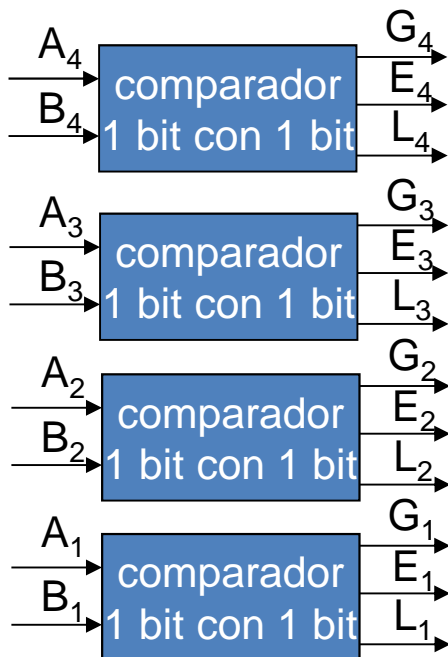 A₄
B₄
comparador
1 bit con 1 bit
G₄
E₄
L₄
A₃
B₃
comparador
1 bit con 1 bit
G₃
E₃
L₃
A₂
B₂
comparador
1 bit con 1 bit
G₂
E₂
L₂
A₁
B₁
comparador
1 bit con 1 bit
G₁
E₁
L₁